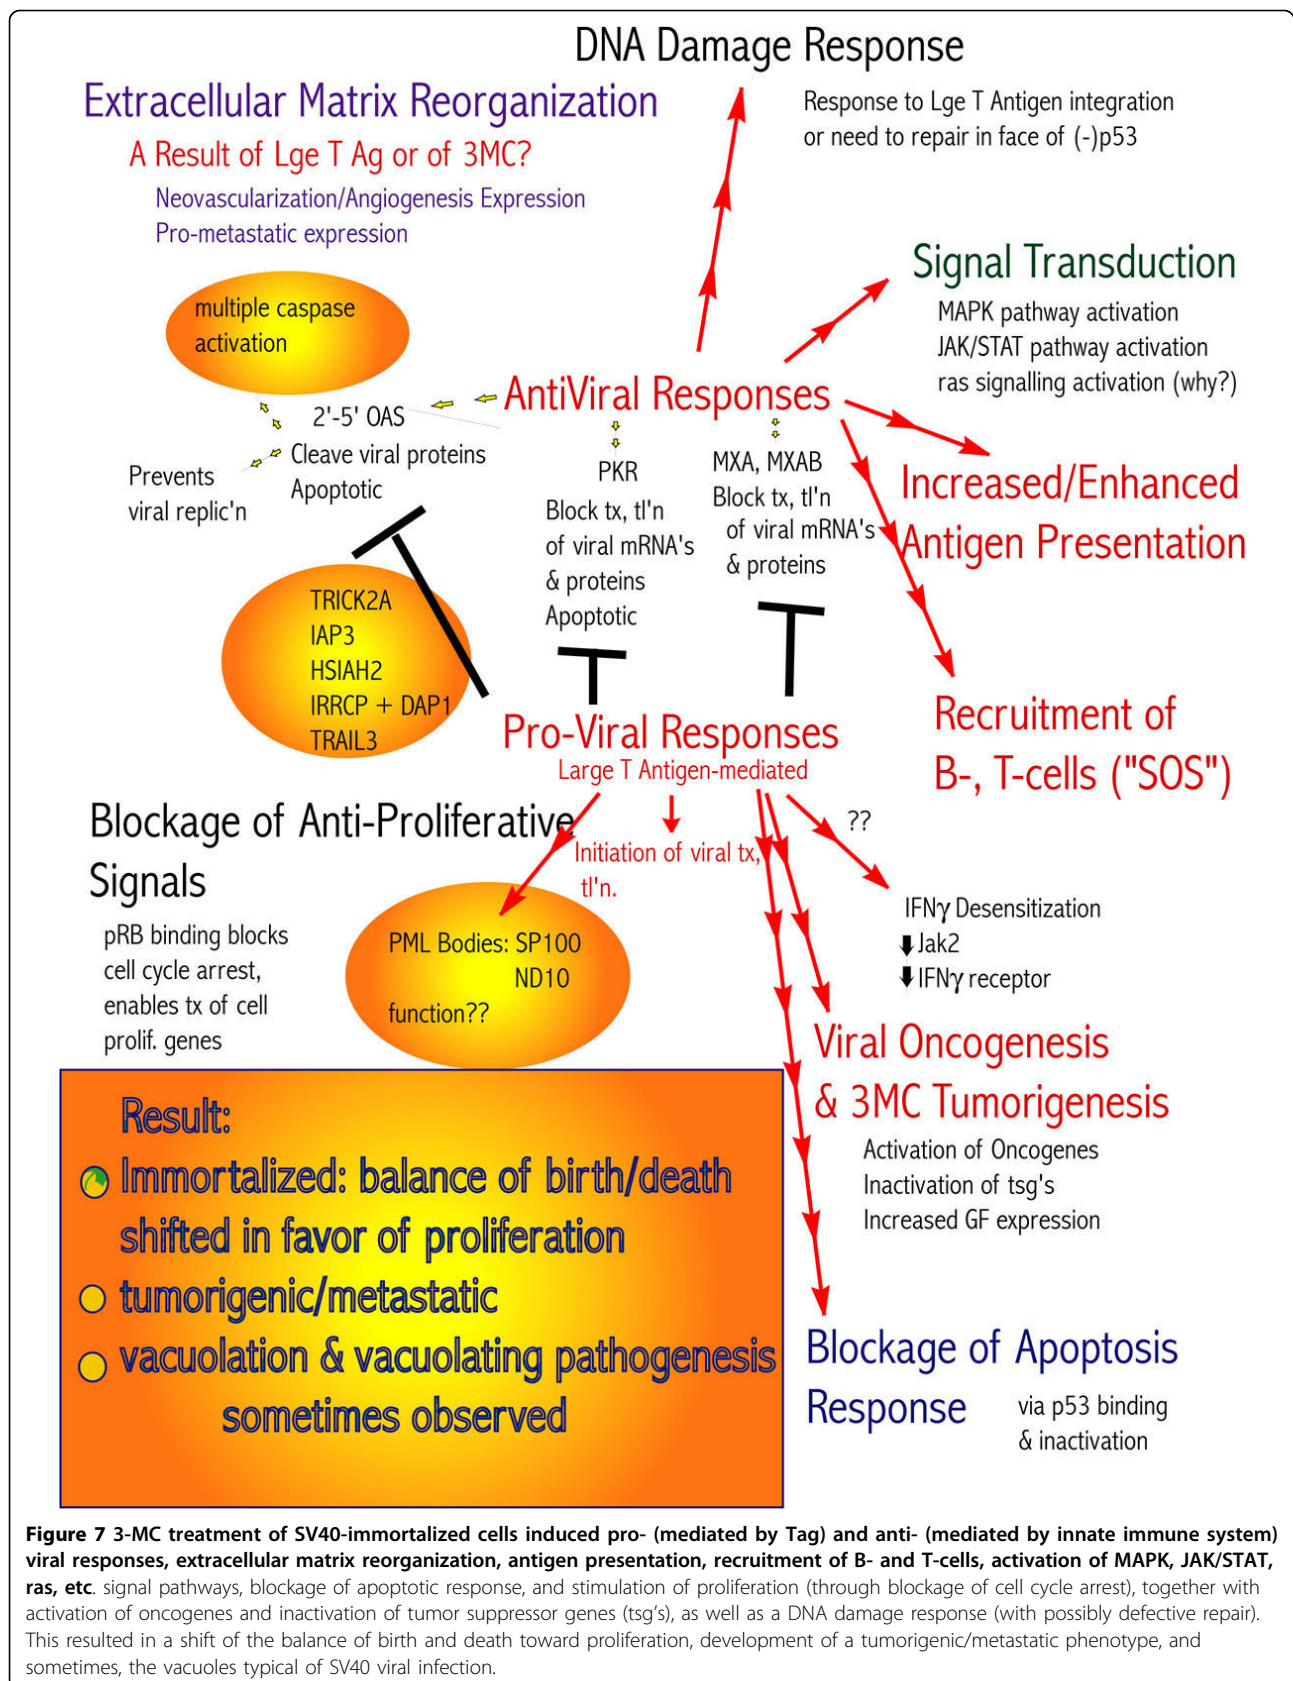 DNA Damage Response
Response to Lge T Antigen integration
or need to repair in face of (-)p53
Extracellular Matrix Reorganization
A Result of Lge T Ag or of 3MC?
Neovascularization/Angiogenesis Expression
Pro-metastatic expression
Signal Transduction
MAPK pathway activation
JAK/STAT pathway activation
ras signalling activation (why?)
multiple caspase
activation
AntiViral Responses
2'-5' OAS
Cleave viral proteins
Apoptotic
Prevents
viral replic'n
PKR
Block tx, tl'n
of viral mRNA's
& proteins
Apoptotic
MXA, MXAB
Block tx, tl'n
of viral mRNA's
& proteins
Increased/Enhanced
Antigen Presentation
TRICK2A
IAP3
HSIAH2
IRRCP + DAP1
TRAIL3
Recruitment of
B-, T-cells ("SOS")
Pro-Viral Responses
Large T Antigen-mediated
Blockage of Anti-Proliferative
Signals
pRB binding blocks
cell cycle arrest,
enables tx of cell
prolif. genes
Initiation of viral tx,
tl'n.
??
PML Bodies: SP100
ND10
function??
IFNγ Desensitization
Jak2
IFNγ receptor
Viral Oncogenesis
& 3MC Tumorigenesis
Activation of Oncogenes
Inactivation of tsg's
Increased GF expression
Result:
Immortalized: balance of birth/death
shifted in favor of proliferation
tumorigenic/metastatic
vacuolation & vacuolating pathogenesis
sometimes observed
Blockage of Apoptosis
Response
via p53 binding
& inactivation
Figure 7 3-MC treatment of SV40-immortalized cells induced pro- (mediated by Tag) and anti- (mediated by innate immune system)
viral responses, extracellular matrix reorganization, antigen presentation, recruitment of B- and T-cells, activation of MAPK, JAK/STAT,
ras, etc. signal pathways, blockage of apoptotic response, and stimulation of proliferation (through blockage of cell cycle arrest), together with
activation of oncogenes and inactivation of tumor suppressor genes (tsg's), as well as a DNA damage response (with possibly defective repair).
This resulted in a shift of the balance of birth and death toward proliferation, development of a tumorigenic/metastatic phenotype, and
sometimes, the vacuoles typical of SV40 viral infection.